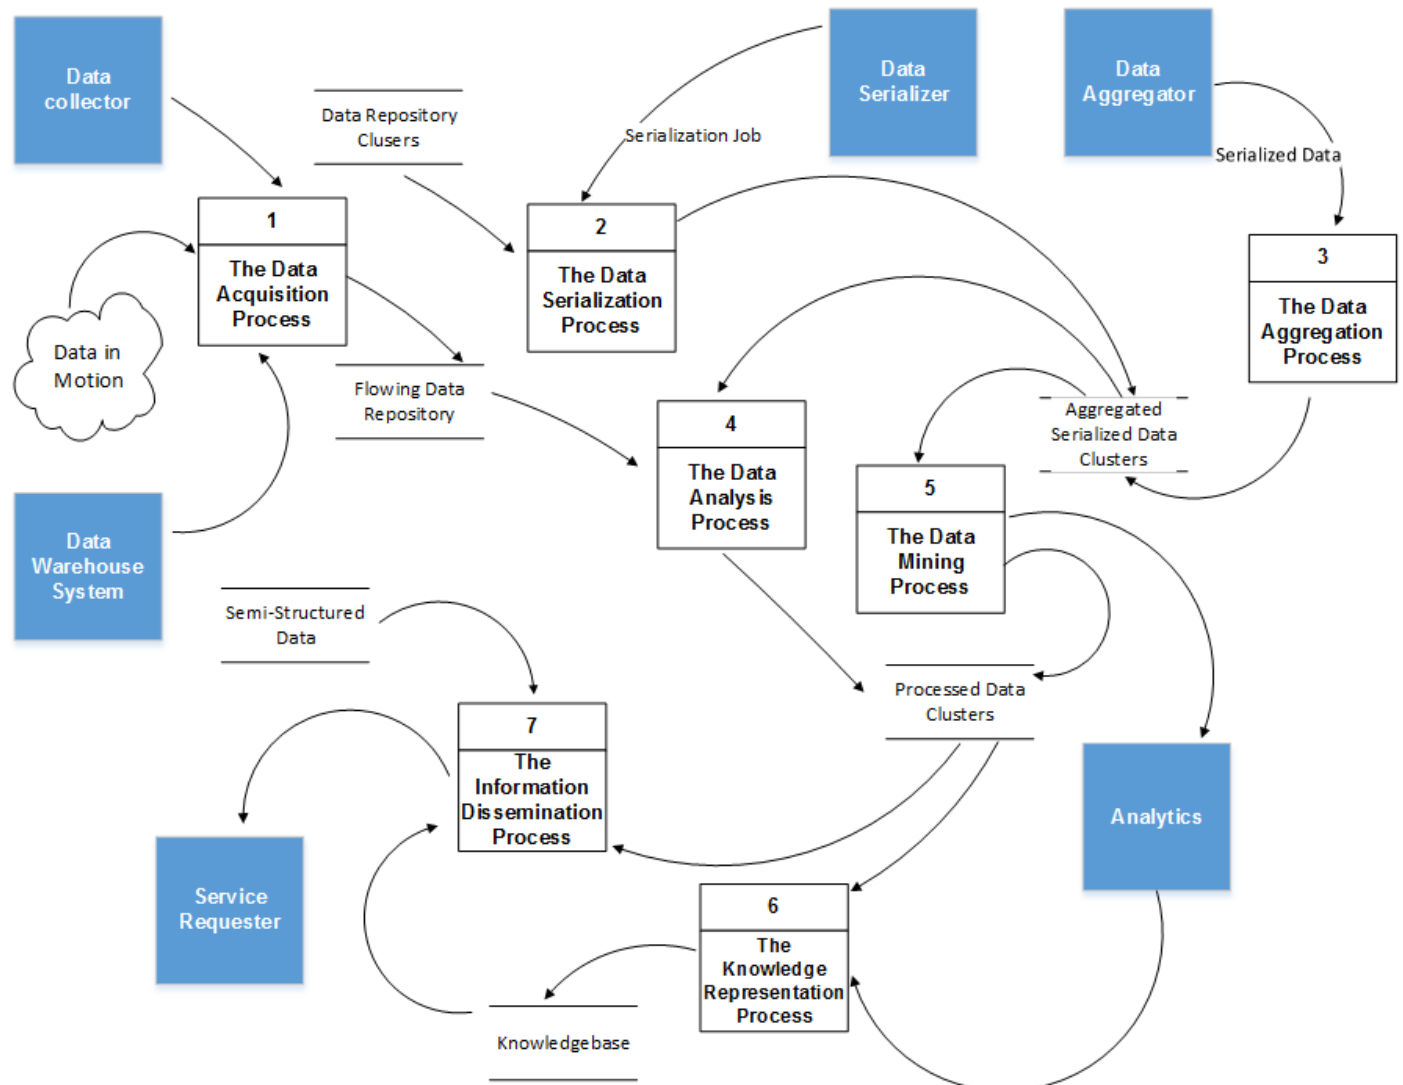 Data
collector
Data Repository
Clusers
Serialization Job
Data
Serializer
Data
Aggregator
Serialized Data
1
The Data
Acquisition
Process
2
The Data
Serialization
Process
3
The Data
Aggregation
Process
Data in
Motion
Flowing Data
Repository
4
The Data
Analysis
Process
Aggregated
Serialized Data
Clusters
5
The Data
Mining
Process
Data
Warehouse
System
Semi-Structured
Data
Processed Data
Clusters
7
The
Information
Dissemination
Process
Analytics
Service
Requester
6
The
Knowledge
Representation
Process
Knowledgebase